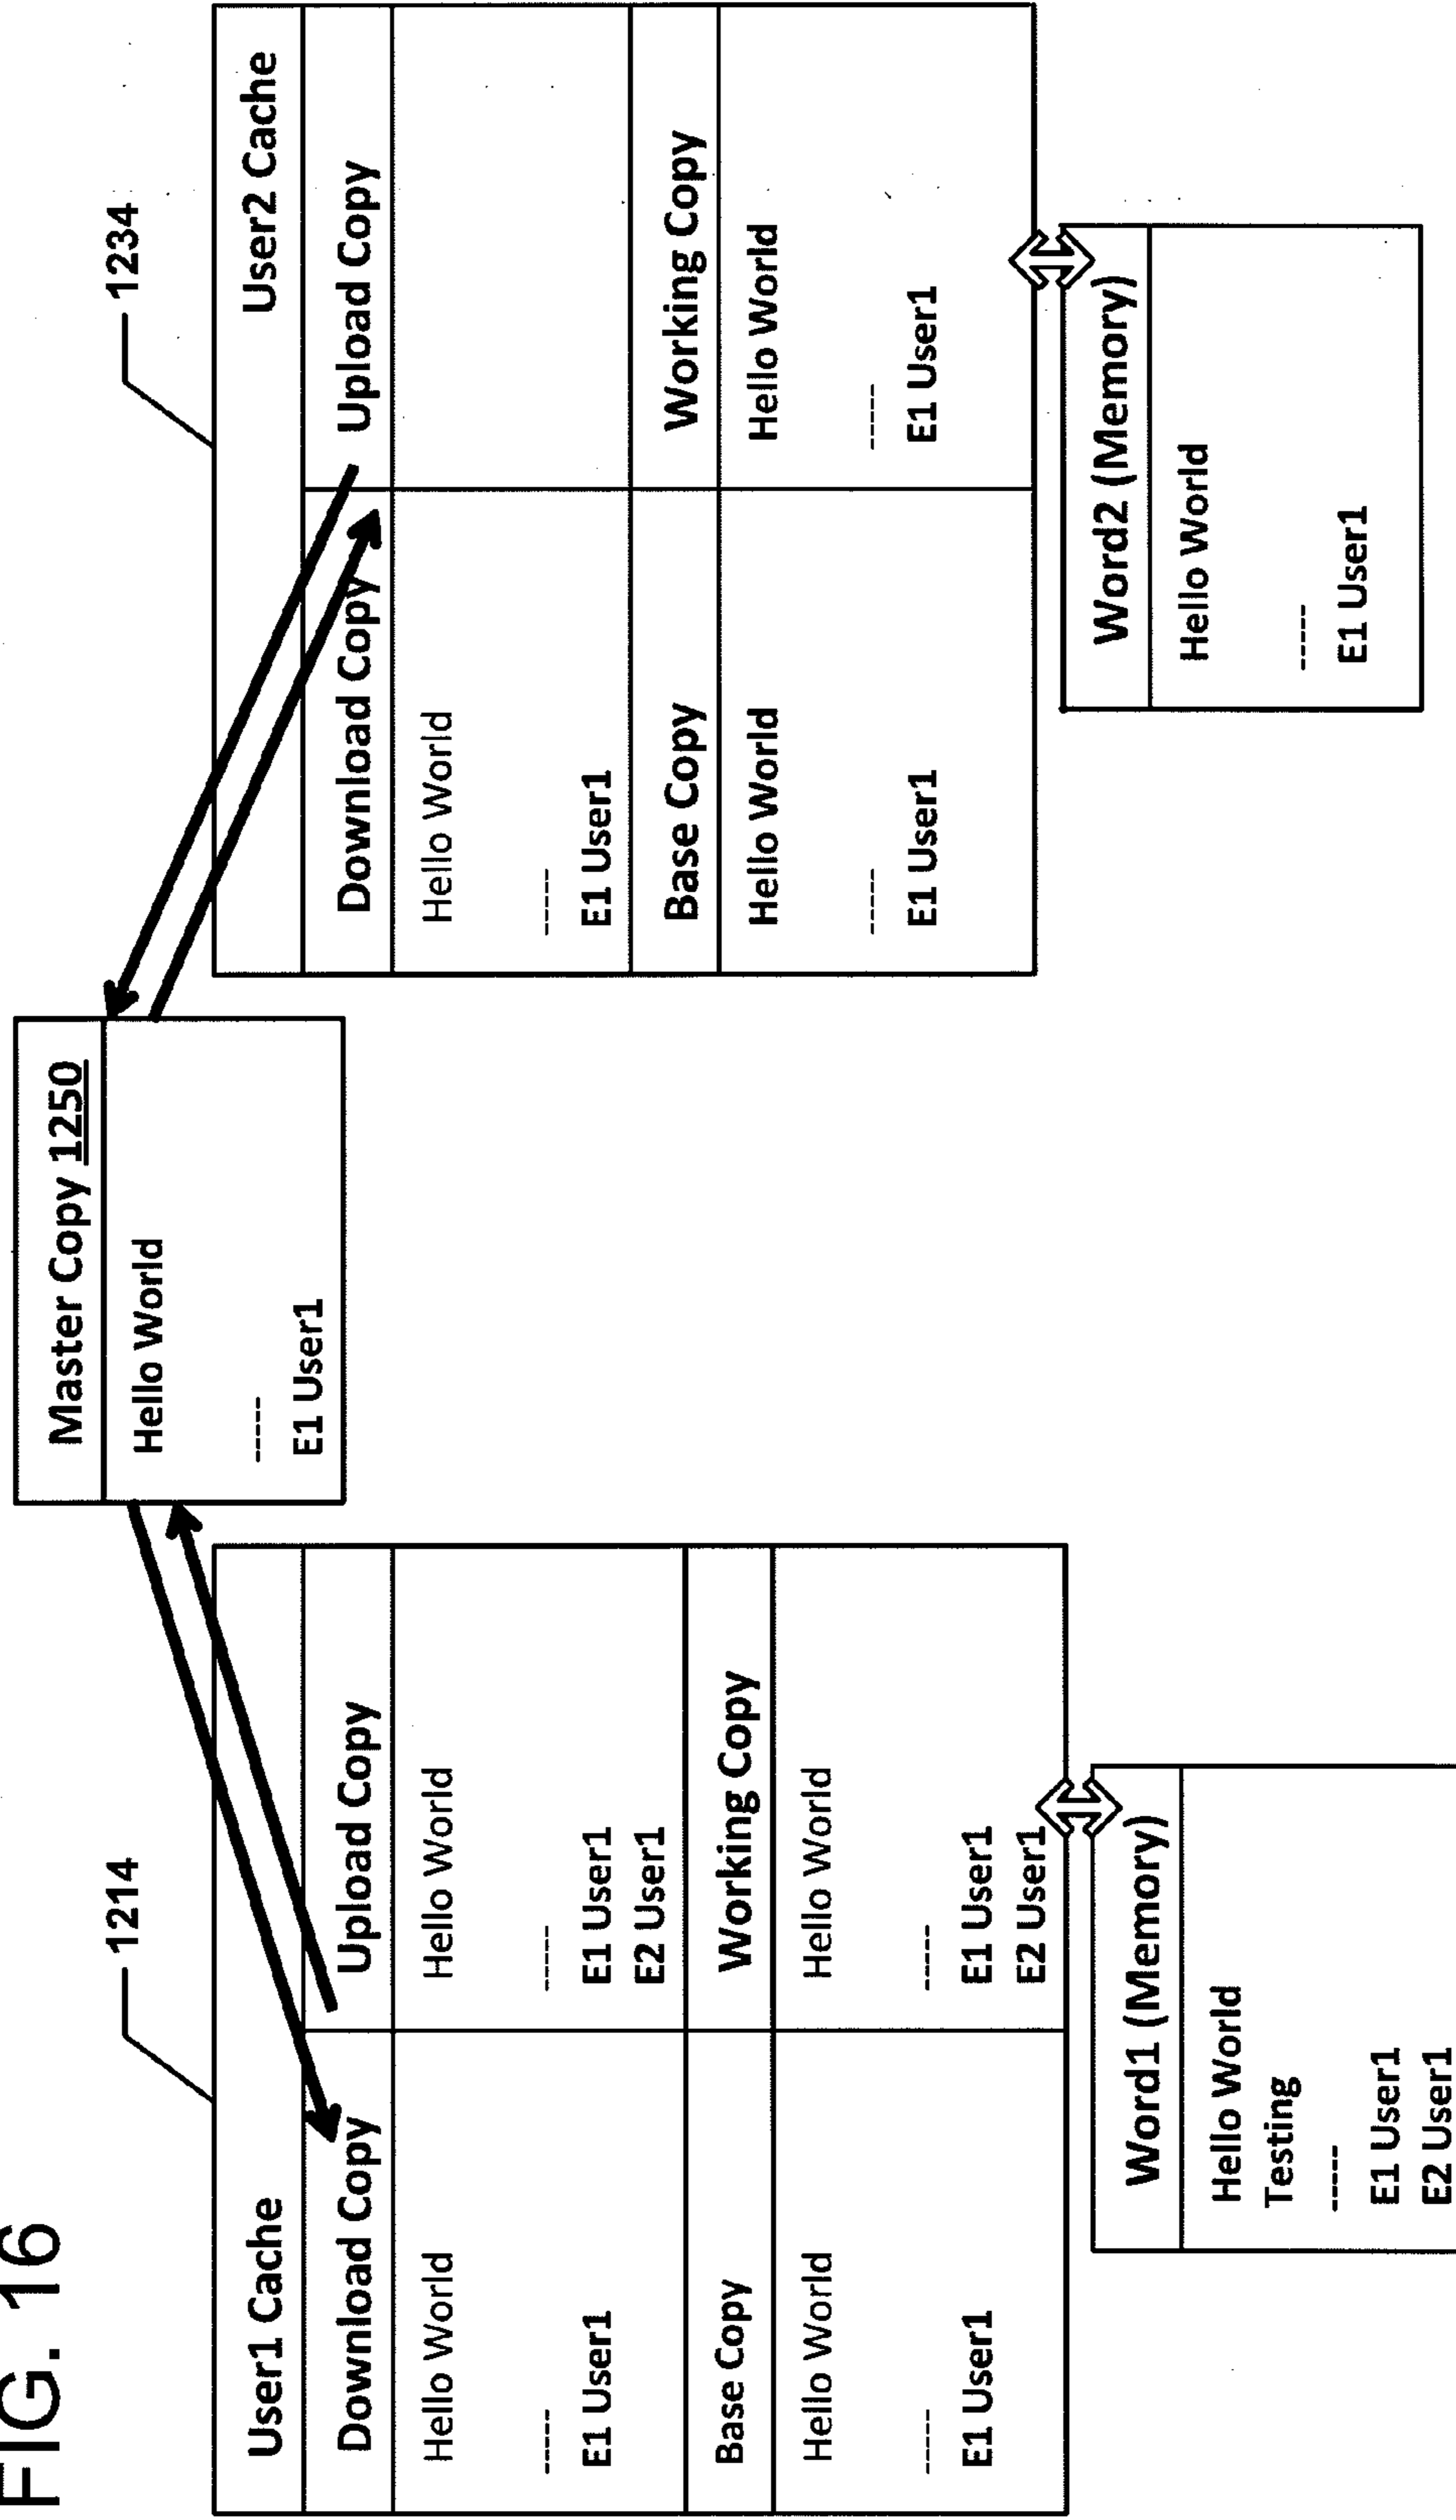 FIG. 16
Master Copy 1250
Hello World
-----
E1 User1
1214
User1 Cache
Download Copy
Upload Copy
Hello World
-----
E1 User1
Hello World
-----
E1 User1
E2 User1
Base Copy
Working Copy
Hello World
-----
E1 User1
Hello World
-----
E1 User1
E2 User1
Word1 (Memory)
Hello World
Testing
-----
E1 User1
E2 User1
1234
User2 Cache
Download Copy
Upload Copy
Hello World
-----
E1 User1
Base Copy
Working Copy
Hello World
-----
E1 User1
Hello World
-----
E1 User1
Word2 (Memory)
Hello World
-----
E1 User1